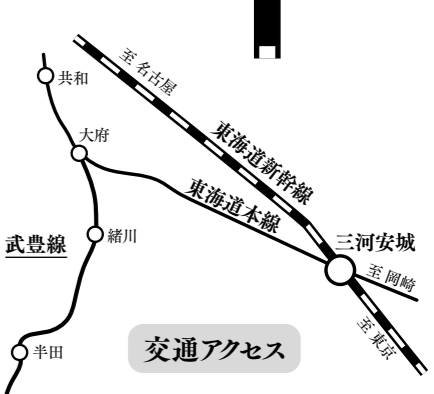 至 名古屋
共和
大府
東海道新幹線
東海道本線
三河安城
武豊線
緒川
至 岡崎
至 東京
交通アクセス
半田